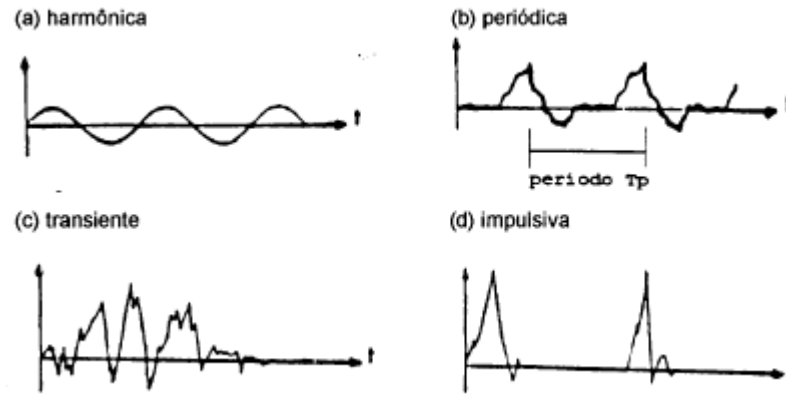 (a) harmônica
(b) periódica
t
periodo Tp
(c) transiente
(d) impulsiva
t